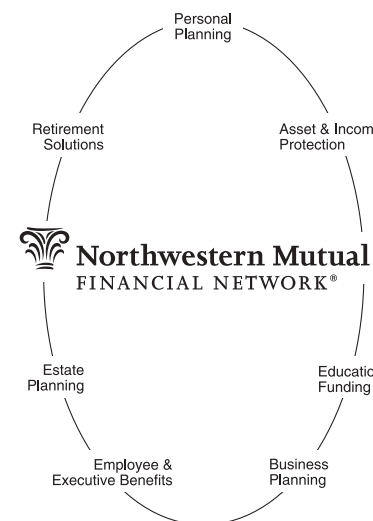 Personal
Planning
Retirement
Solutions
Asset & Incom
Protection
Northwestern Mutual
FINANCIAL NETWORK®
Estate
Planning
Educatio
Funding
Employee &
Executive Benefits
Business
Planning